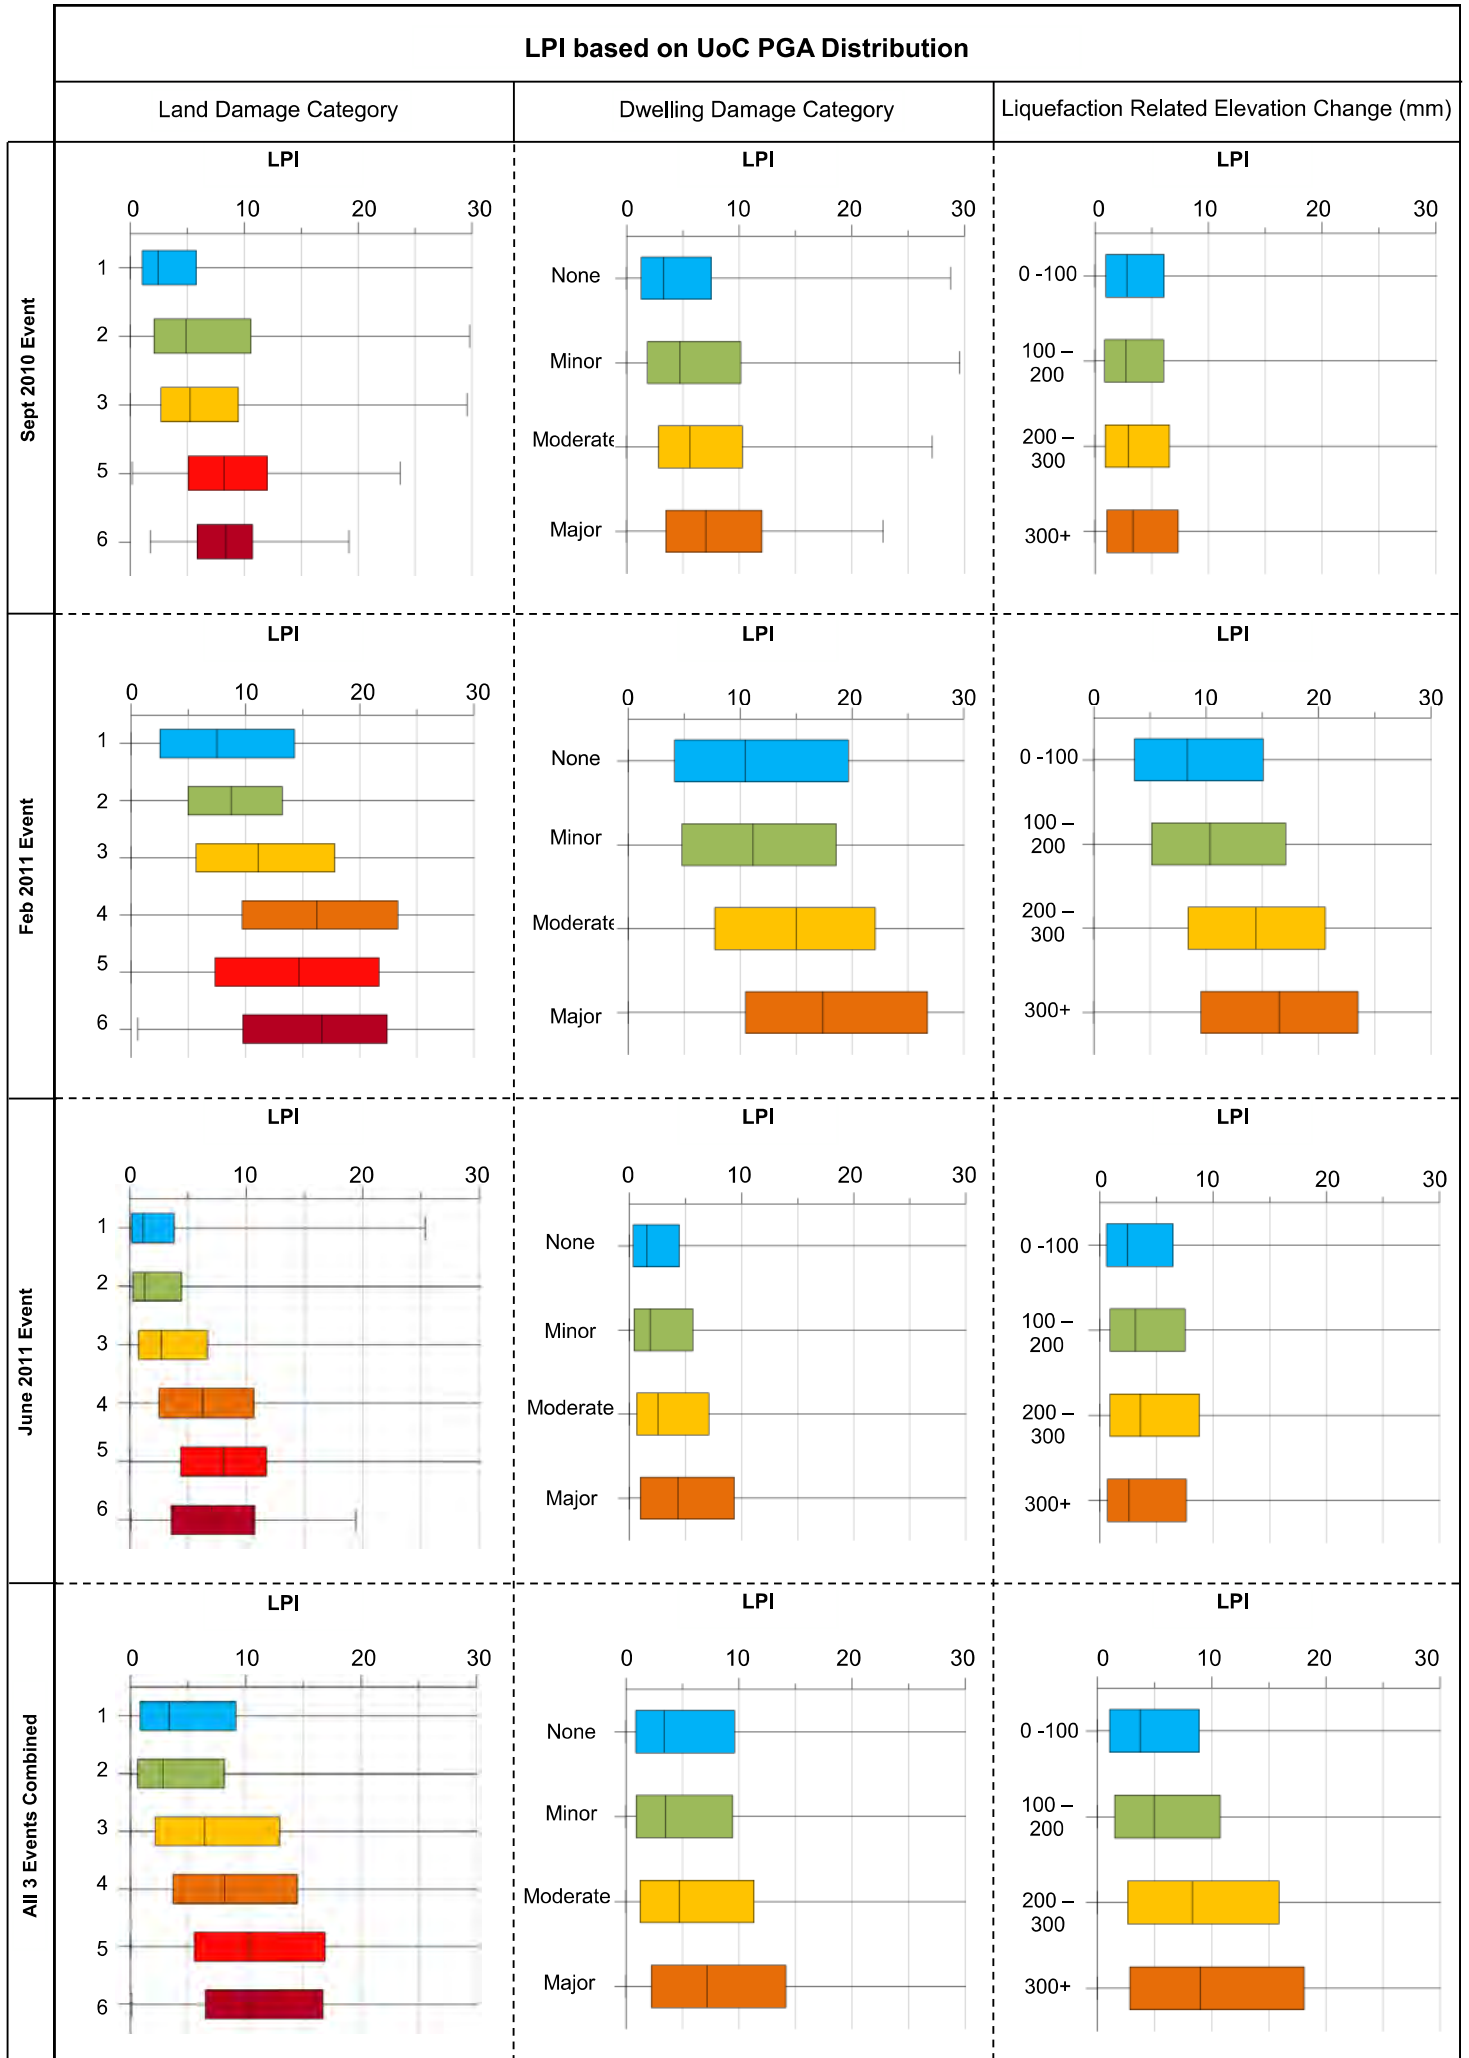 LPI based on UoC PGA Distribution
Land Damage Category
Dwelling Damage Category
Liquefaction Related Elevation Change (mm)
Sept 2010 Event
LPI
0 10 20 30
1
2
3
5
6
LPI
0 10 20 30
None
Minor
Moderate
Major
LPI
0 10 20 30
0 -100
100 –
200
200 –
300
300+
Feb 2011 Event
LPI
0 10 20 30
1
2
3
4
5
6
LPI
0 10 20 30
None
Minor
Moderate
Major
LPI
0 10 20 30
0 -100
100 –
200
200 –
300
300+
June 2011 Event
LPI
0 10 20 30
1
2
3
4
5
6
LPI
0 10 20 30
None
Minor
Moderate
Major
LPI
0 10 20 30
0 -100
100 –
200
200 –
300
300+
All 3 Events Combined
LPI
0 10 20 30
1
2
3
4
5
6
LPI
0 10 20 30
None
Minor
Moderate
Major
LPI
0 10 20 30
0 -100
100 –
200
200 –
300
300+